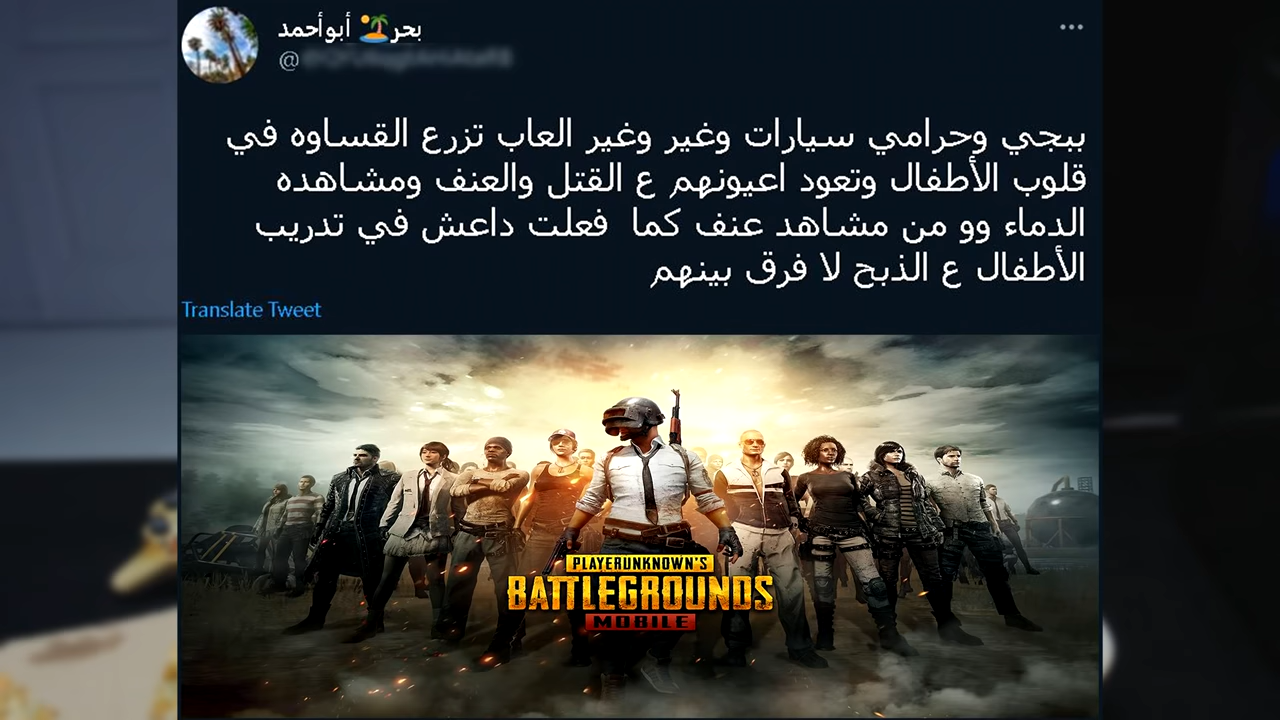 بحر🏝️ أبوأحمد
@
ببجي وحرامي سيارات وغير وغير العاب تزرع القساوه في
قلوب الأطفال وتعود اعيونهم ع القتل والعنف ومشاهده
الدماء وو من مشاهد عنف كما فعلت داعش في تدريب
الأطفال ع الذبح لا فرق بينهم
Translate Tweet
PLAYERUNKNOWN'S
BATTLEGROUNDS
MOBILE